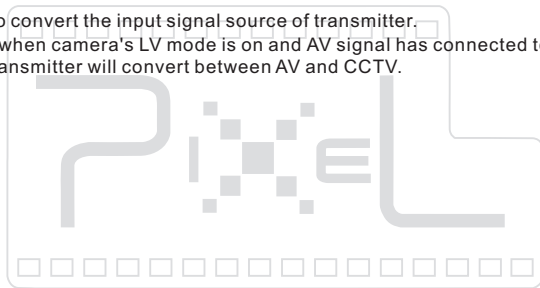 o convert the input signal source of transmitter.
when camera's LV mode is on and AV signal has connected t
ansmitter will convert between AV and CCTV.
PIXEL